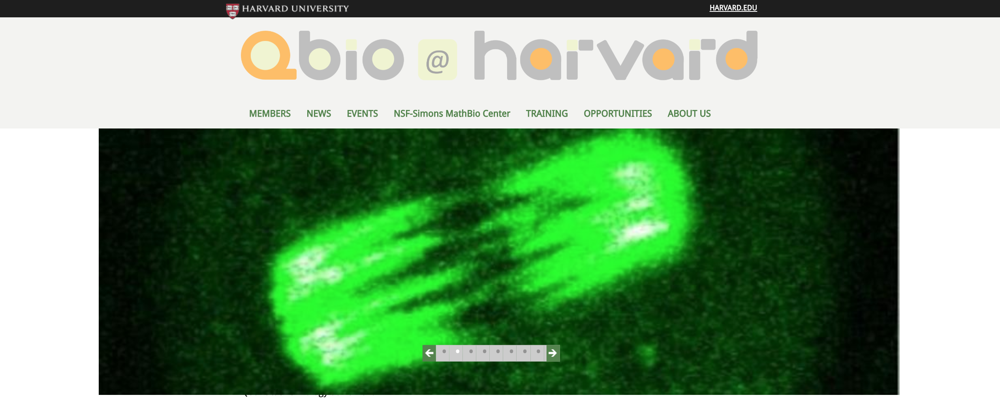 HARVARD UNIVERSITY
HARVARD.EDU
Qbio @ harvard
MEMBERS NEWS EVENTS NSF-Simons MathBio Center TRAINING OPPORTUNITIES ABOUT US